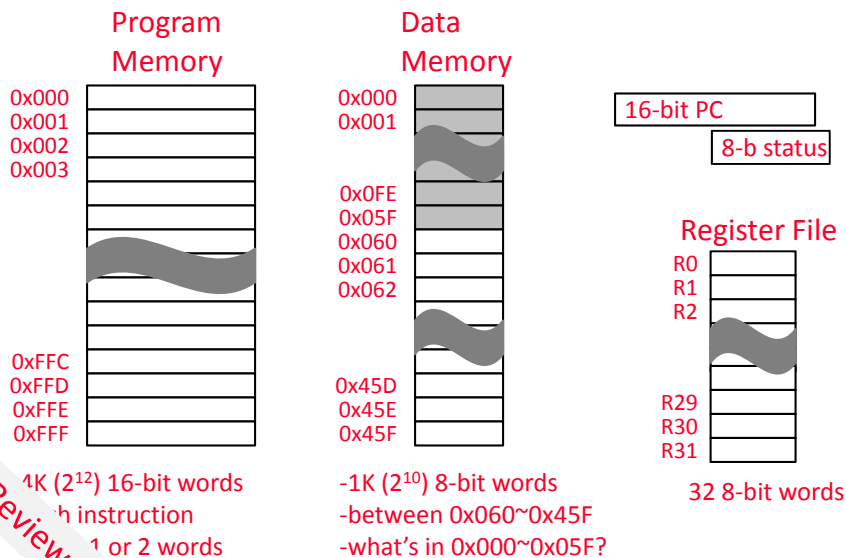 Program
Memory
0x000
0x001
0x002
0x003
0xFFC
0xFFD
0xFFE
0xFFF
4K (2¹²) 16-bit words
instruction
1 or 2 words
Data
Memory
0x000
0x001
0x0FE
0x05F
0x060
0x061
0x062
0x45D
0x45E
0x45F
-1K (2¹⁰) 8-bit words
-between 0x060~0x45F
-what's in 0x000~0x05F?
16-bit PC
8-b status
Register File
R0
R1
R2
R29
R30
R31
32 8-bit words
Review